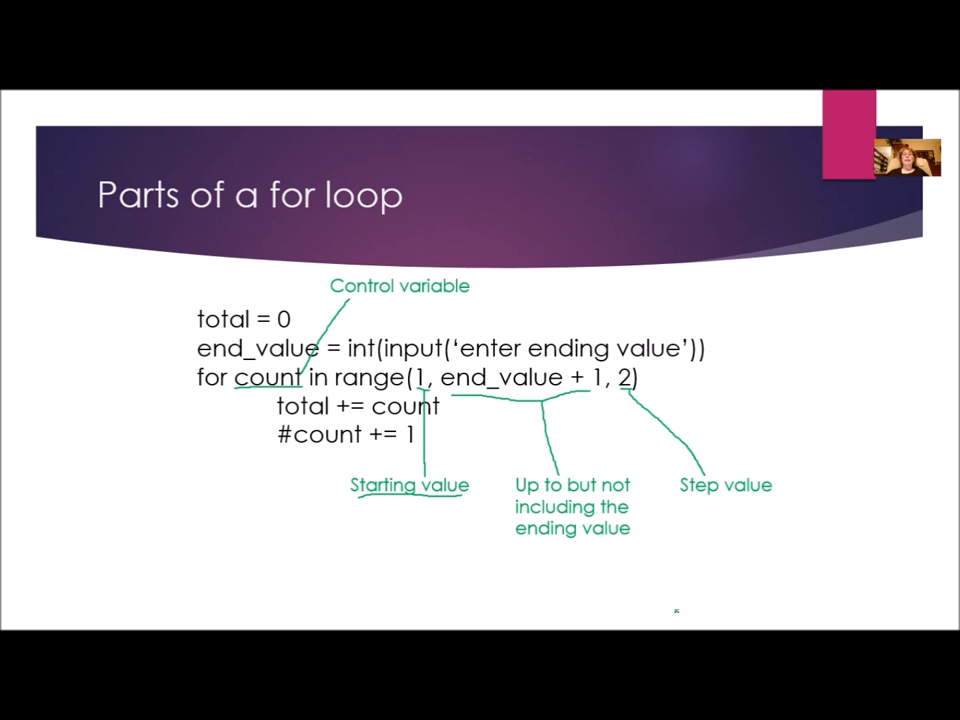 Parts of a for loop
Control variable
total = 0
end_value = int(input(‘enter ending value’))
for count in range(1, end_value + 1, 2)
total += count
#count += 1
Starting value
Up to but not
including the
ending value
Step value